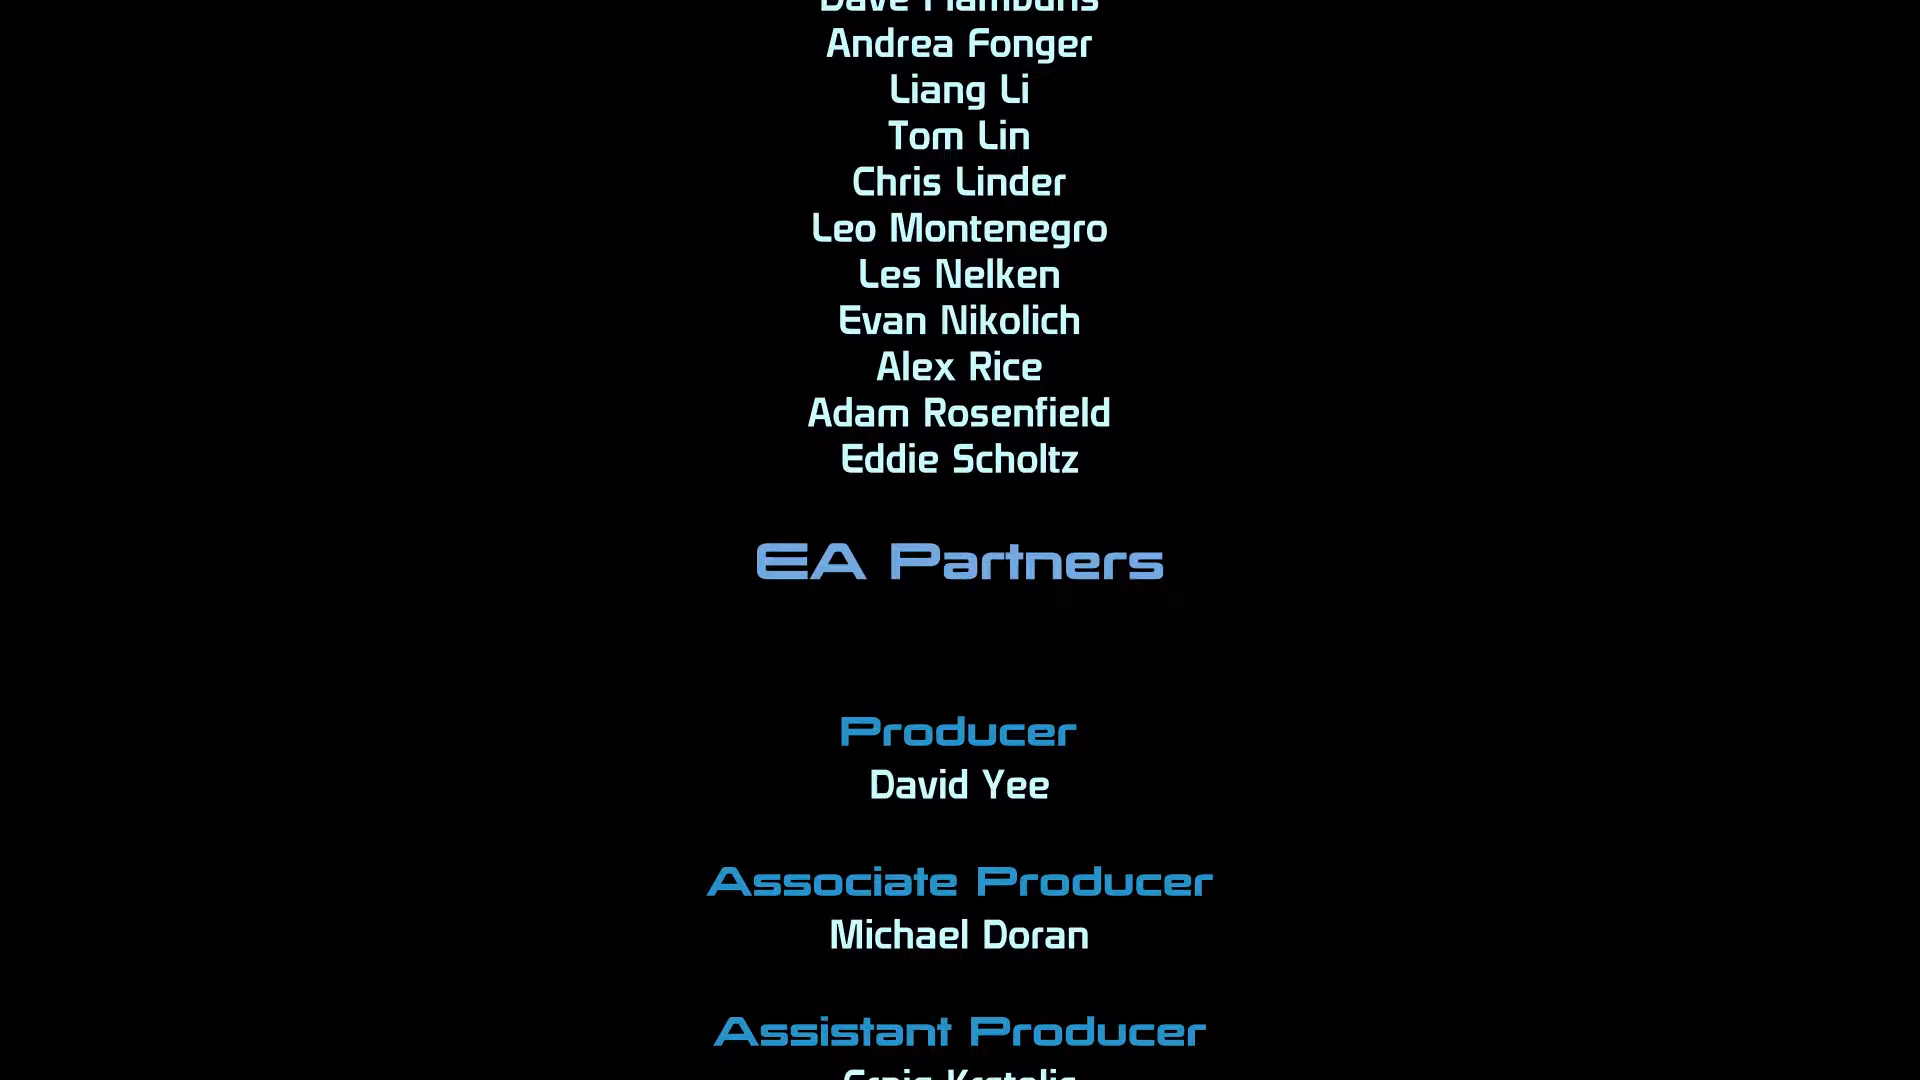 Andrea Fonger
Liang Li
Tom Lin
Chris Linder
Leo Montenegro
Les Nelken
Evan Nikolich
Alex Rice
Adam Rosenfield
Eddie Scholtz
EA Partners
Producer
David Yee
Associate Producer
Michael Doran
Assistant Producer